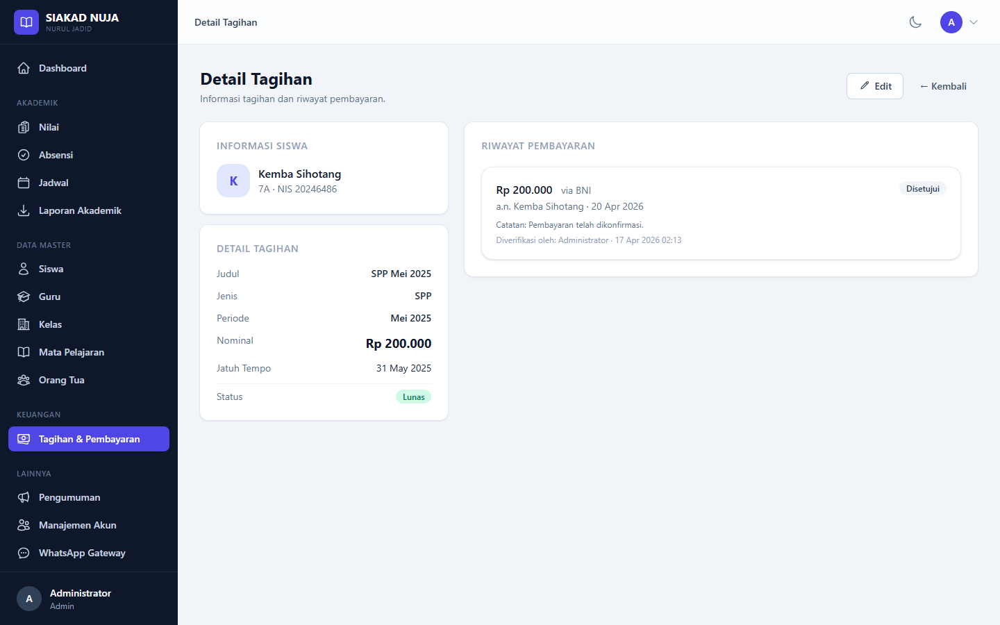 SIAKAD NUJA
NURUL JADID
Dashboard
AKADEMIK
Nilai
Absensi
Jadwal
Laporan Akademik
DATA MASTER
Siswa
Guru
Kelas
Mata Pelajaran
Orang Tua
KEUANGAN
Tagihan & Pembayaran
LAINNYA
Pengumuman
Manajemen Akun
WhatsApp Gateway
A
Administrator
Admin
Detail Tagihan
A
Detail Tagihan
Informasi tagihan dan riwayat pembayaran.
Edit
← Kembali
INFORMASI SISWA
K
Kemba Sihotang
7A · NIS 20246486
DETAIL TAGIHAN
Judul SPP Mei 2025
Jenis SPP
Periode Mei 2025
Nominal Rp 200.000
Jatuh Tempo 31 May 2025
Status Lunas
RIWAYAT PEMBAYARAN
Rp 200.000 via BNI Disetujui
a.n. Kemba Sihotang · 20 Apr 2026
Catatan: Pembayaran telah dikonfirmasi.
Diverifikasi oleh: Administrator · 17 Apr 2026 02:13